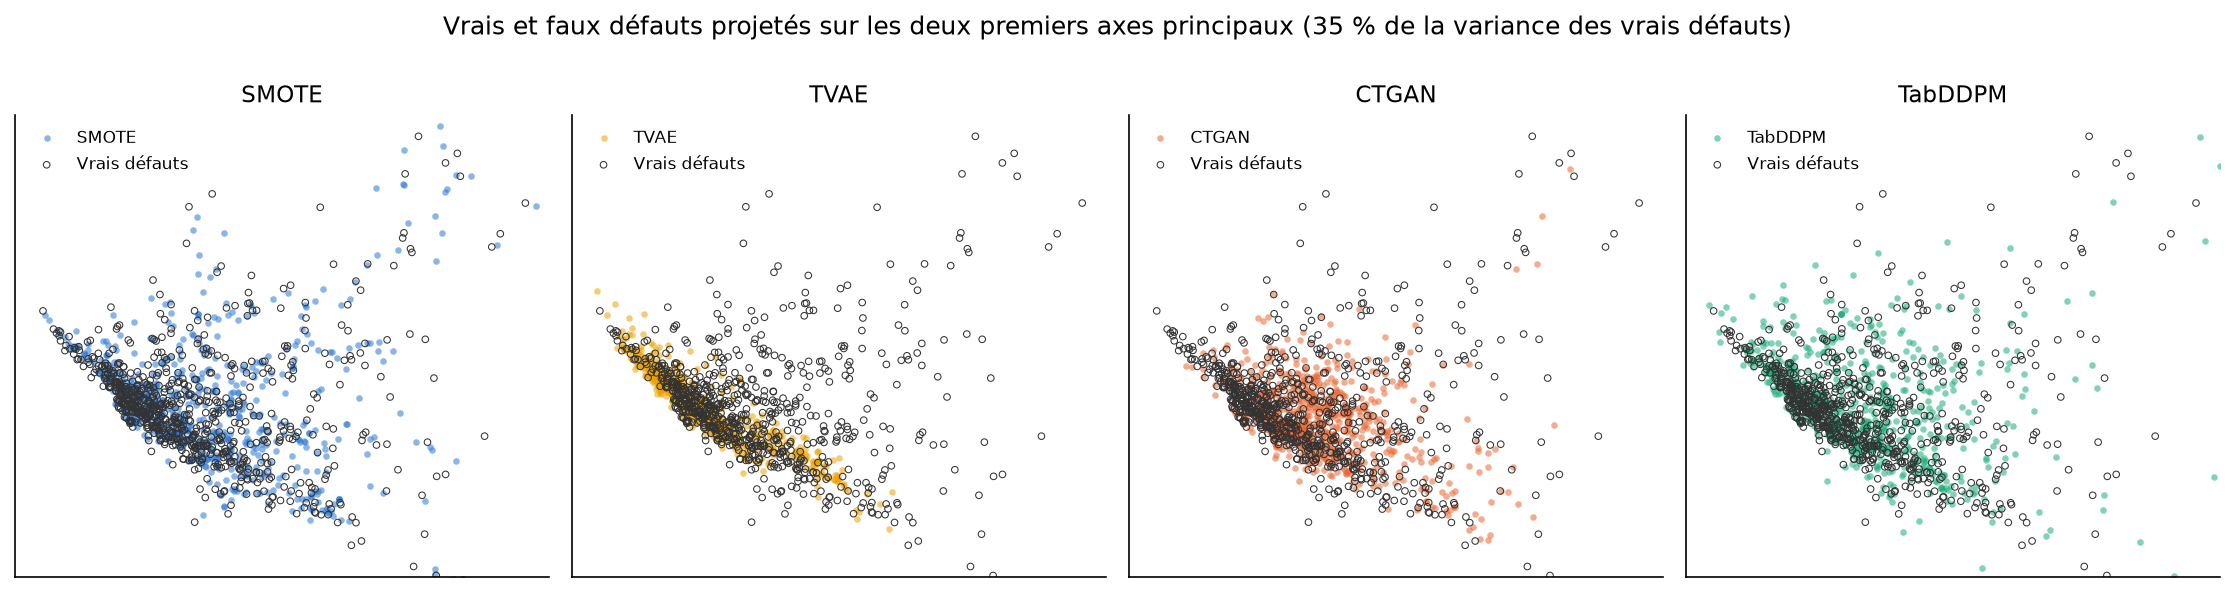 Vrais et faux défauts projetés sur les deux premiers axes principaux (35 % de la variance des vrais défauts)
SMOTE
SMOTE
Vrais défauts
TVAE
TVAE
Vrais défauts
CTGAN
CTGAN
Vrais défauts
TabDDPM
TabDDPM
Vrais défauts